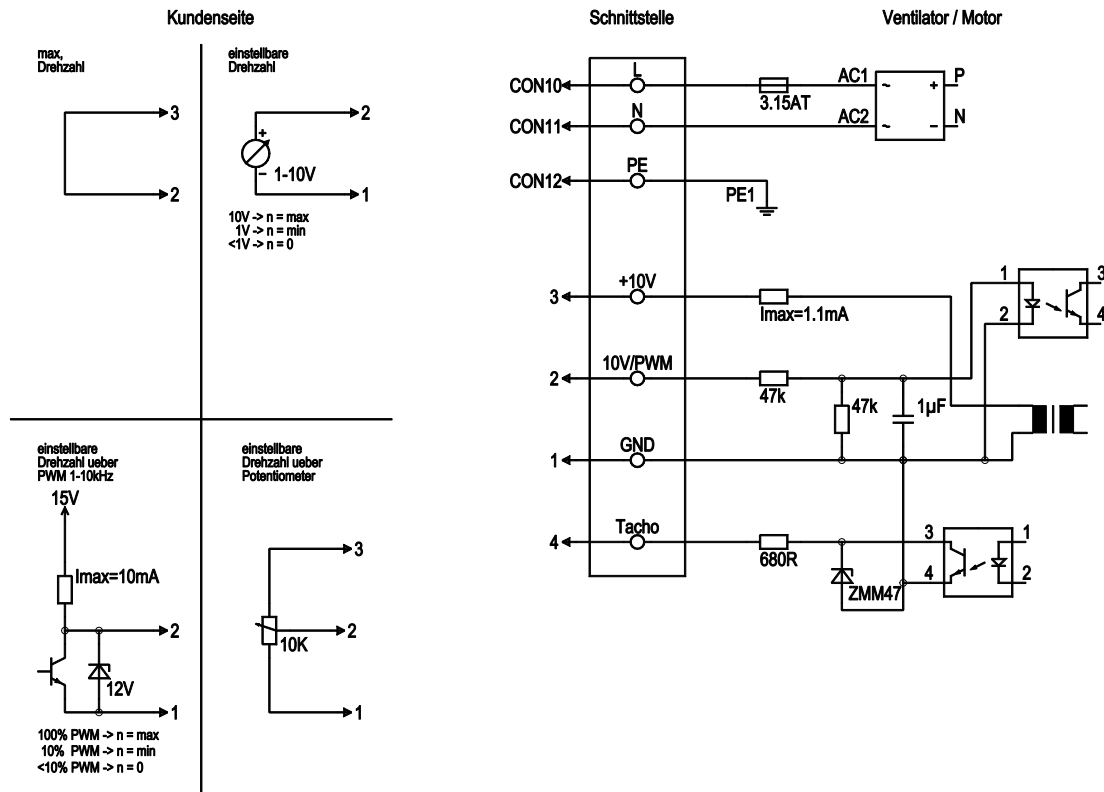 Kundenseite
Schnittstelle
Ventilator / Motor
max,
Drehzahl
3
2
einstellbare
Drehzahl
2
+
–
1-10V
1
10V -> n = max
1V -> n = min
<1V -> n = 0
einstellbare
Drehzahl ueber
PWM 1-10kHz
15V
Imax=10mA
2
12V
1
100% PWM -> n = max
10% PWM -> n = min
<10% PWM -> n = 0
einstellbare
Drehzahl ueber
Potentiometer
3
2
10K
1
CON10
L
3.15AT
AC1
~
+
P
CON11
N
AC2
~
–
N
CON12
PE
PE1
3
+10V
Imax=1.1mA
1
2
3
4
2
10V/PWM
47k
47k
1µF
1
GND
4
Tacho
680R
ZMM47
3
4
1
2